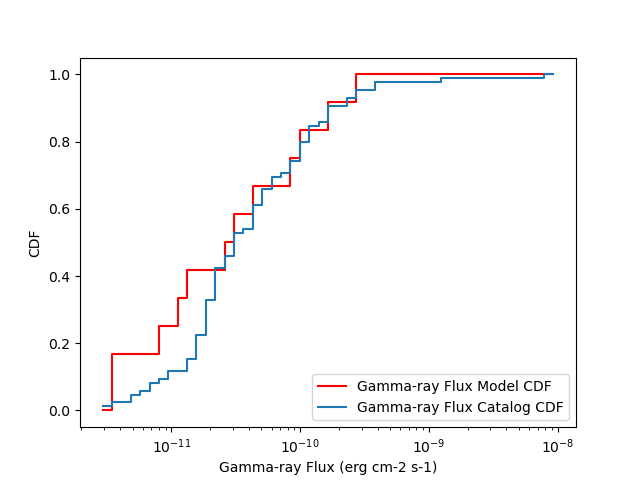 1.0
0.8
0.6
0.4
0.2
0.0
CDF
10⁻¹¹
10⁻¹⁰
10⁻⁹
10⁻⁸
Gamma-ray Flux (erg cm-2 s-1)
Gamma-ray Flux Model CDF
Gamma-ray Flux Catalog CDF